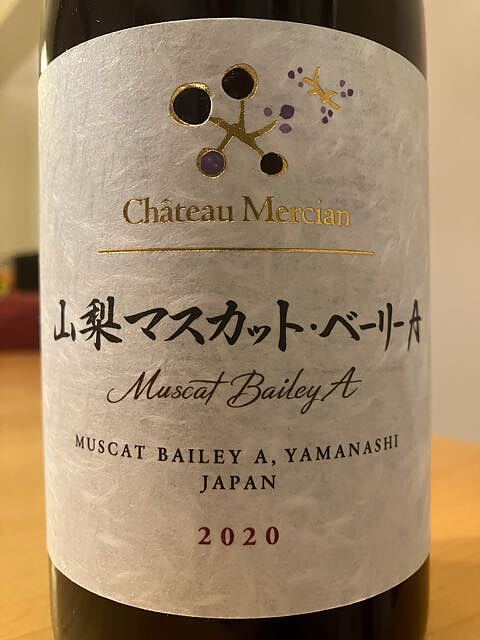 Château Mercian
山梨マスカット・ベーリーA
Muscat Bailey A
MUSCAT BAILEY A, YAMANASHI
JAPAN
2020